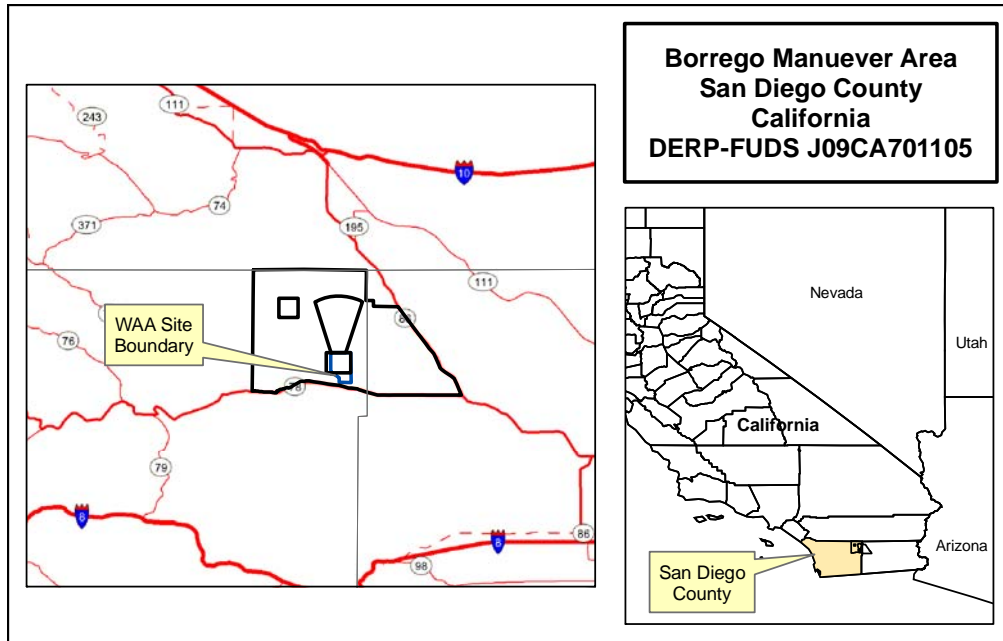 Borrego Manuever Area
San Diego County
California
DERP-FUDS J09CA701105
111
243
10
74
371
195
111
WAA Site
Boundary
86
76
78
79
8
8
86
98
Nevada
Utah
California
Arizona
San Diego
County